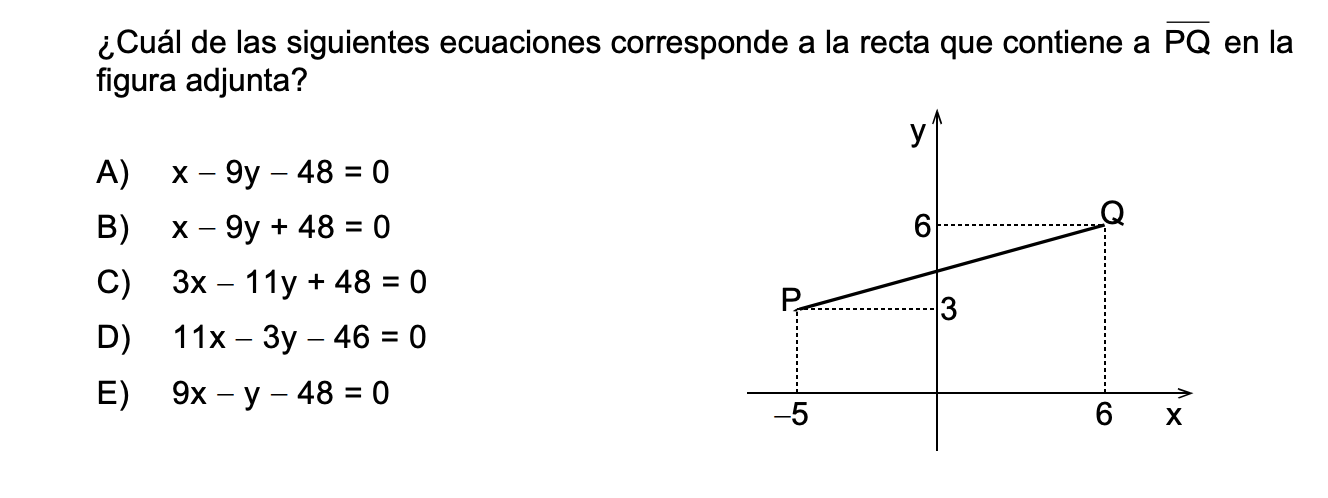 ¿Cuál de las siguientes ecuaciones corresponde a la recta que contiene a PQ en la
figura adjunta?
A) x – 9y – 48 = 0
B) x – 9y + 48 = 0
C) 3x – 11y + 48 = 0
D) 11x – 3y – 46 = 0
E) 9x – y – 48 = 0
y
6
Q
P
3
–5
6
x